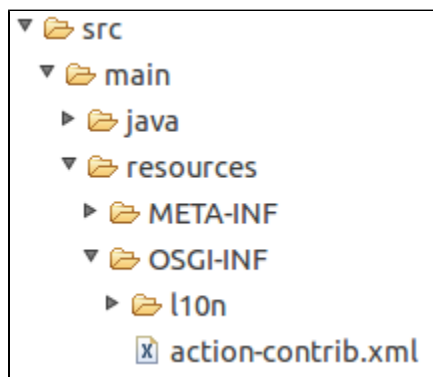 src
main
java
resources
META-INF
OSGI-INF
l10n
action-contrib.xml